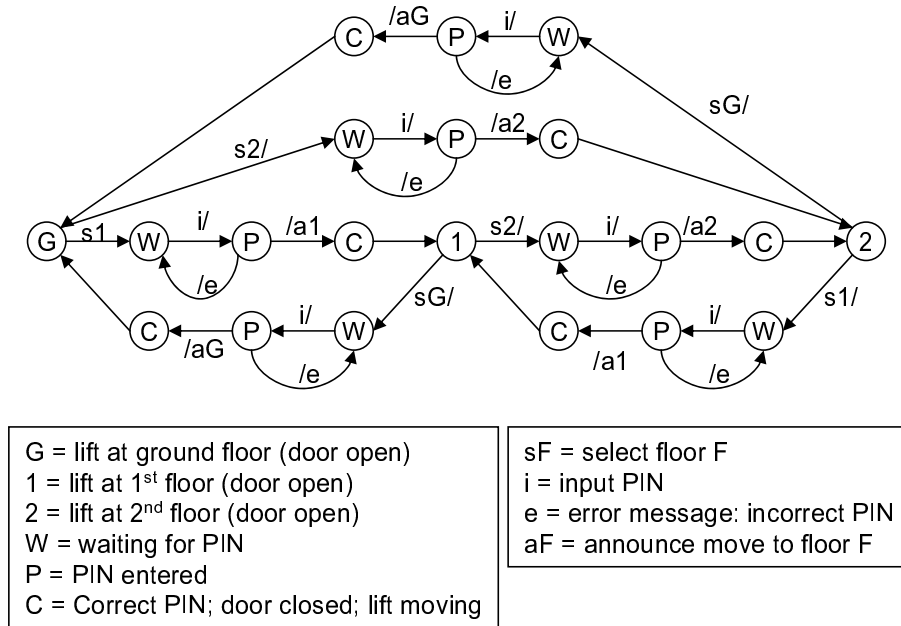 /aG i/
C P W
/e
sG/
s2/ i/ /a2
W P C
/e
s1 i/ /a1 s2/ i/ /a2
G W P C 1 W P C 2
/e sG/ /e s1/
i/ i/
C P W C P W
/aG /e /a1 /e
G = lift at ground floor (door open)
1 = lift at 1st floor (door open)
2 = lift at 2nd floor (door open)
W = waiting for PIN
P = PIN entered
C = Correct PIN; door closed; lift moving
sF = select floor F
i = input PIN
e = error message: incorrect PIN
aF = announce move to floor F